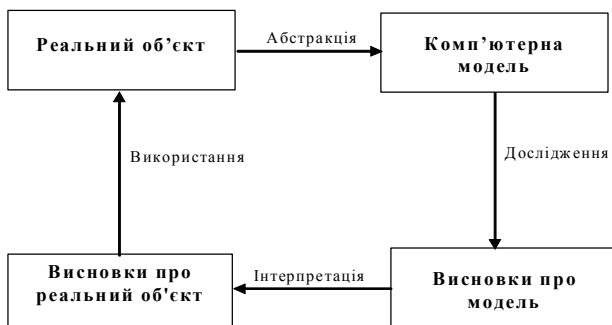 Реальний об’єкт
Абстракція
Комп’ютерна
модель
Використання
Дослідження
Висновки про
реальний об'єкт
Інтерпретація
Висновки про
модель